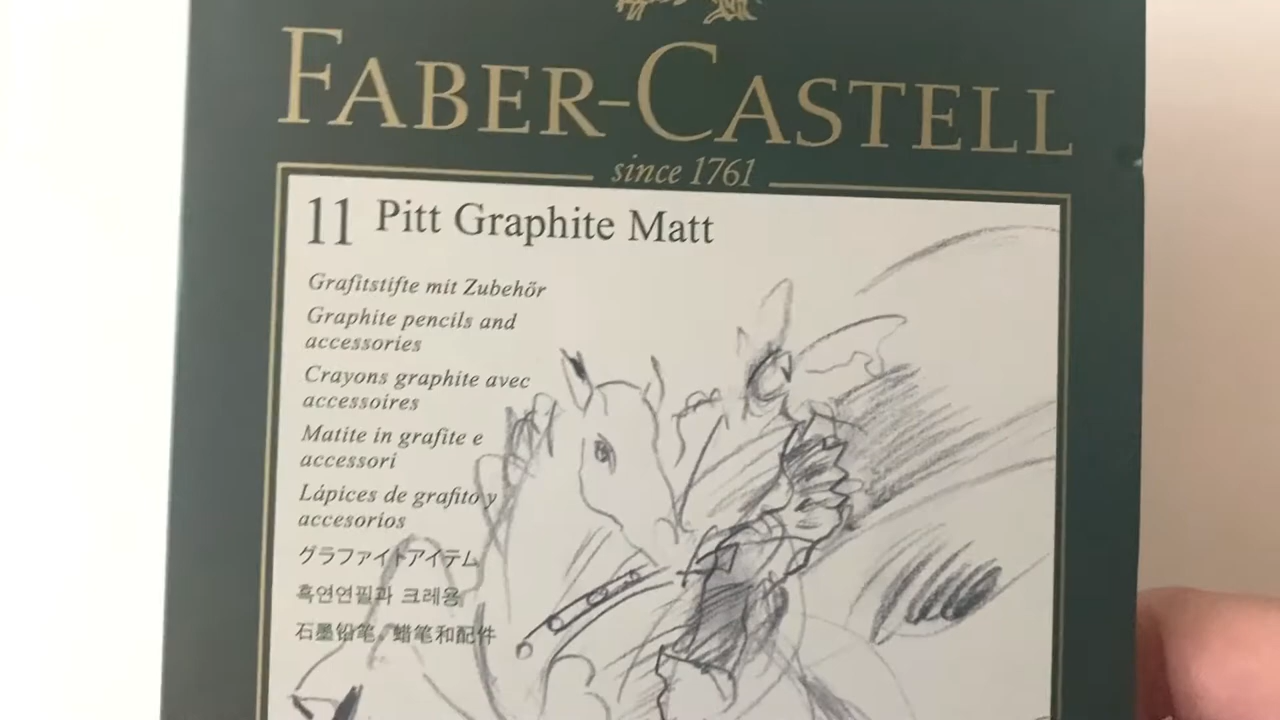 FABER-CASTELL
since 1761
11 Pitt Graphite Matt
Grafitstifte mit Zubehör
Graphite pencils and
accessories
Crayons graphite avec
accessoires
Matite in grafite e
accessori
Lápices de grafito y
accesorios
グラファイトアイテム
흑연연필과 크레용
石墨铅笔/蜡笔和配件